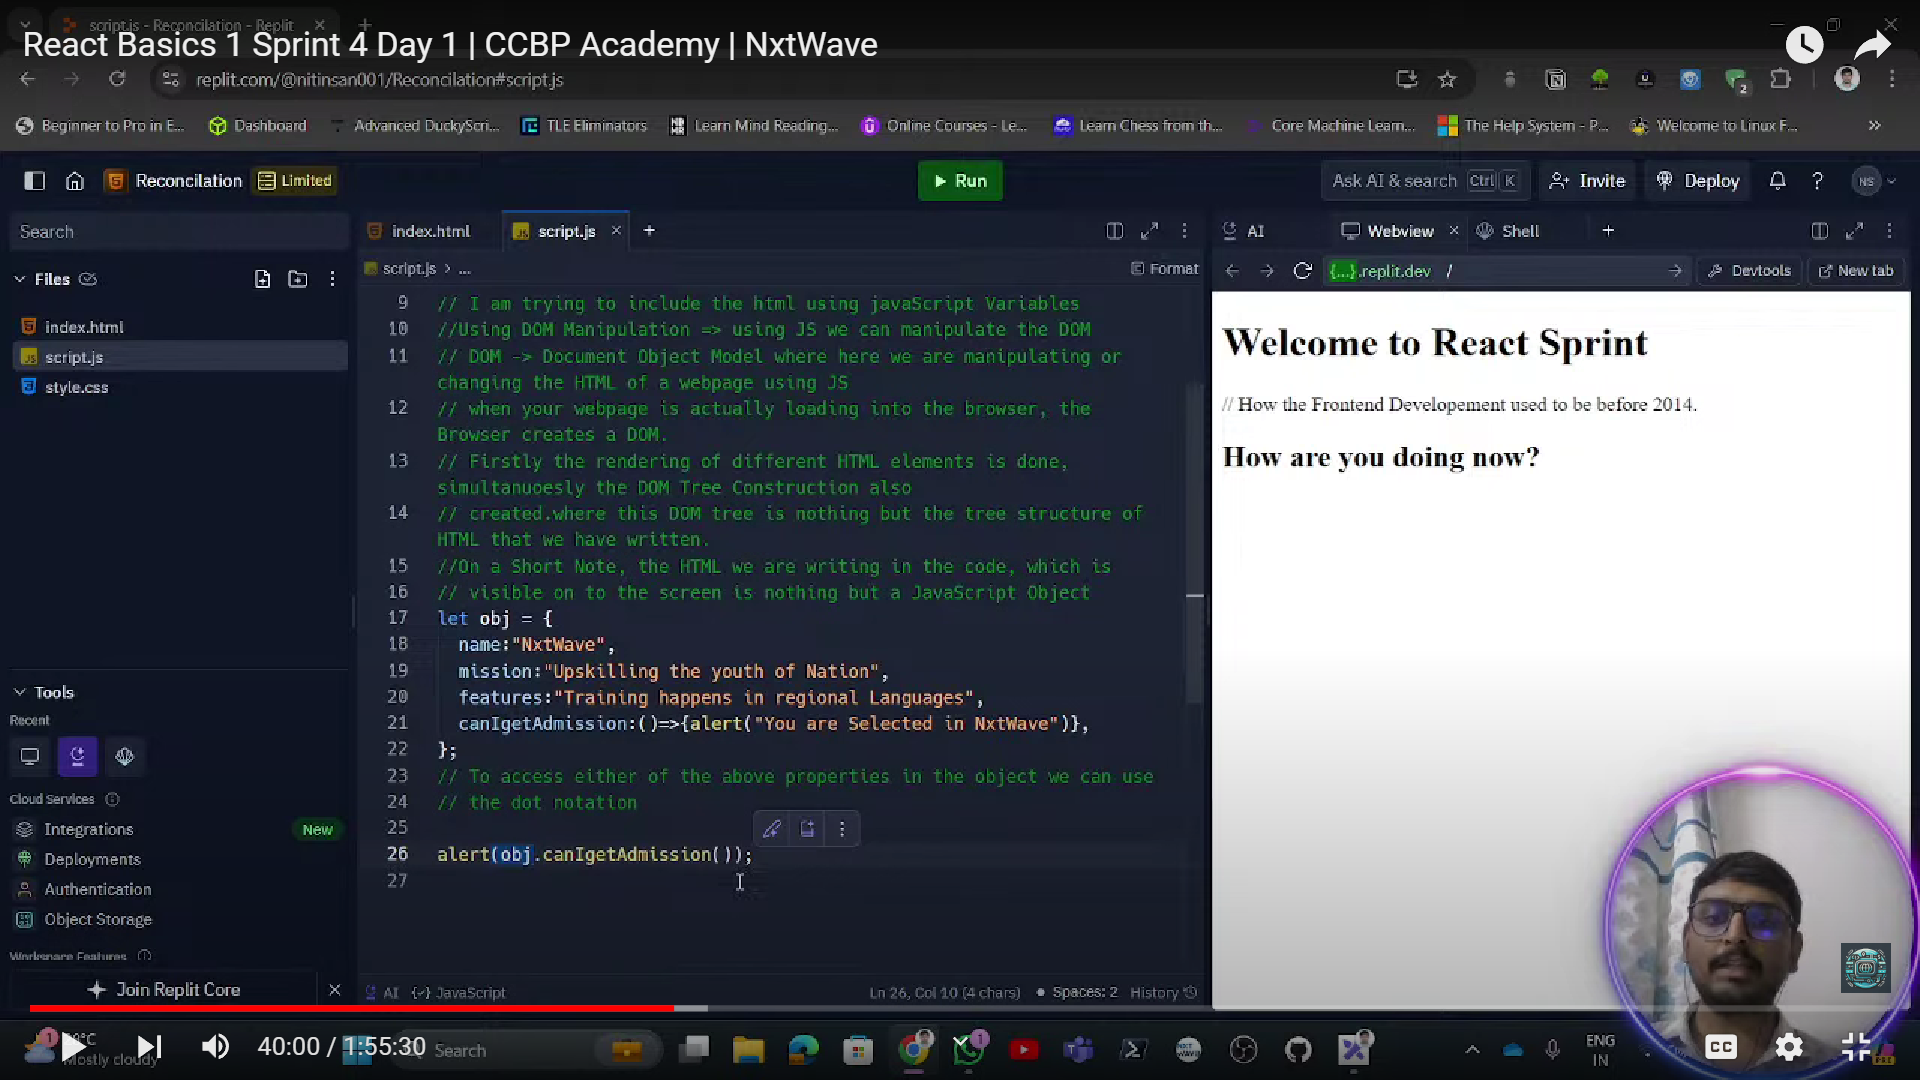 script.js - Reconcilation - Replit
React Basics 1 Sprint 4 Day 1 | CCBP Academy | NxtWave
replit.com/@nitinsan001/Reconcilation#script.js
2
Beginner to Pro in E...
Dashboard
Advanced DuckyScri...
TLE Eliminators
Learn Mind Reading...
Online Courses - Le...
Learn Chess from th...
Core Machine Learn...
The Help System - P...
Welcome to Linux F...
Reconcilation
Limited
Run
Ask AI & search Ctrl K
Invite
Deploy
?
NS
Search
index.html
script.js
AI
Webview
Shell
Files
script.js > ...
Format
{...}.replit.dev /
Devtools
New tab
index.html
script.js
style.css
9 // I am trying to include the html using javaScript Variables
10 //Using DOM Manipulation => using JS we can manipulate the DOM
11 // DOM -> Document Object Model where here we are manipulating or
changing the HTML of a webpage using JS
12 // when your webpage is actually loading into the browser, the
Browser creates a DOM.
13 // Firstly the rendering of different HTML elements is done,
simultanuoesly the DOM Tree Construction also
14 // created.where this DOM tree is nothing but the tree structure of
HTML that we have written.
15 //On a Short Note, the HTML we are writing in the code, which is
16 // visible on to the screen is nothing but a JavaScript Object
17 let obj = {
18 name:"NxtWave",
19 mission:"Upskilling the youth of Nation",
20 features:"Training happens in regional Languages",
21 canIgetAdmission:()=>{alert("You are Selected in NxtWave")},
22 };
23 // To access either of the above properties in the object we can use
24 // the dot notation
25
26 alert(obj.canIgetAdmission());
27
Welcome to React Sprint
// How the Frontend Developement used to be before 2014.
How are you doing now?
Tools
Recent
Cloud Services
Integrations
New
Deployments
Authentication
Object Storage
Workspace Features
Join Replit Core
AI
JavaScript
Ln 26, Col 10 (4 chars)
Spaces: 2
History
1
Mostly cloudy
40:00 / 1:55:30
Search
1
ENG
IN
CC